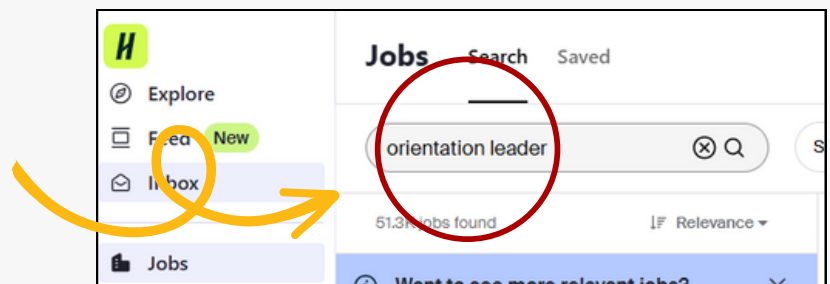 H
Explore
Feed New
Inbox
Jobs
Jobs Search Saved
orientation leader
S
51.3K jobs found
Relevance
Want to see more relevant jobs?